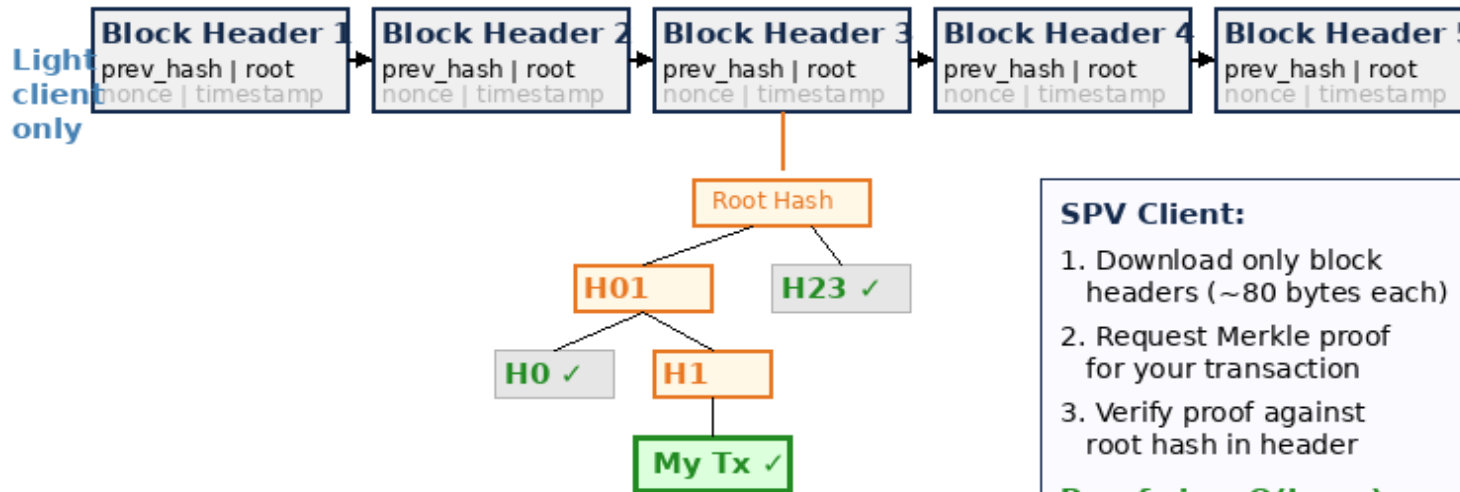 Block Header 1
prev_hash | root
nonce | timestamp
Block Header 2
prev_hash | root
nonce | timestamp
Block Header 3
prev_hash | root
nonce | timestamp
Block Header 4
prev_hash | root
nonce | timestamp
Block Header
prev_hash | root
nonce | timestamp
Light
client
only
Root Hash
H01
H23 ✓
H0 ✓
H1
My Tx ✓
SPV Client:
1. Download only block
headers (~80 bytes each)
2. Request Merkle proof
for your transaction
3. Verify proof against
root hash in header